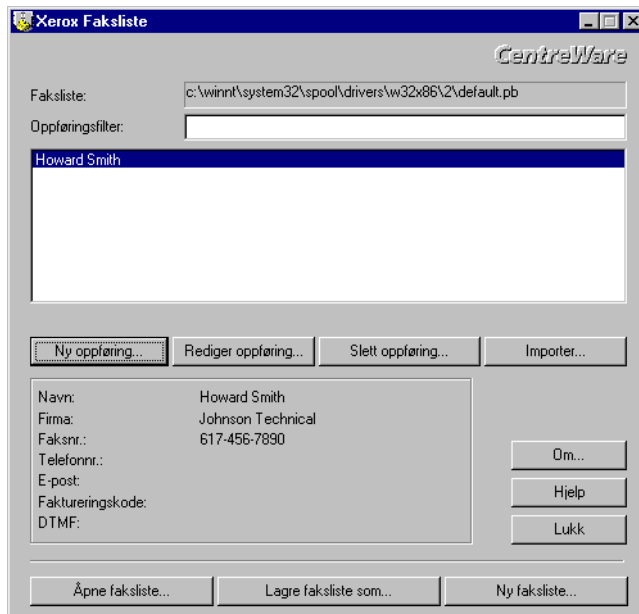 Xerox Faksliste
CentreWare
Faksliste: c:\winnt\system32\spool\drivers\w32x86\2\default.pb
Oppføringsfilter:
Howard Smith
Ny oppføring... Rediger oppføring... Slett oppføring... Importer...
Navn: Howard Smith
Firma: Johnson Technical
Faksnr.: 617-456-7890
Telefonnr.:
E-post:
Faktureringskode:
DTMF:
Om...
Hjelp
Lukk
Åpne faksliste... Lagre faksliste som... Ny faksliste...